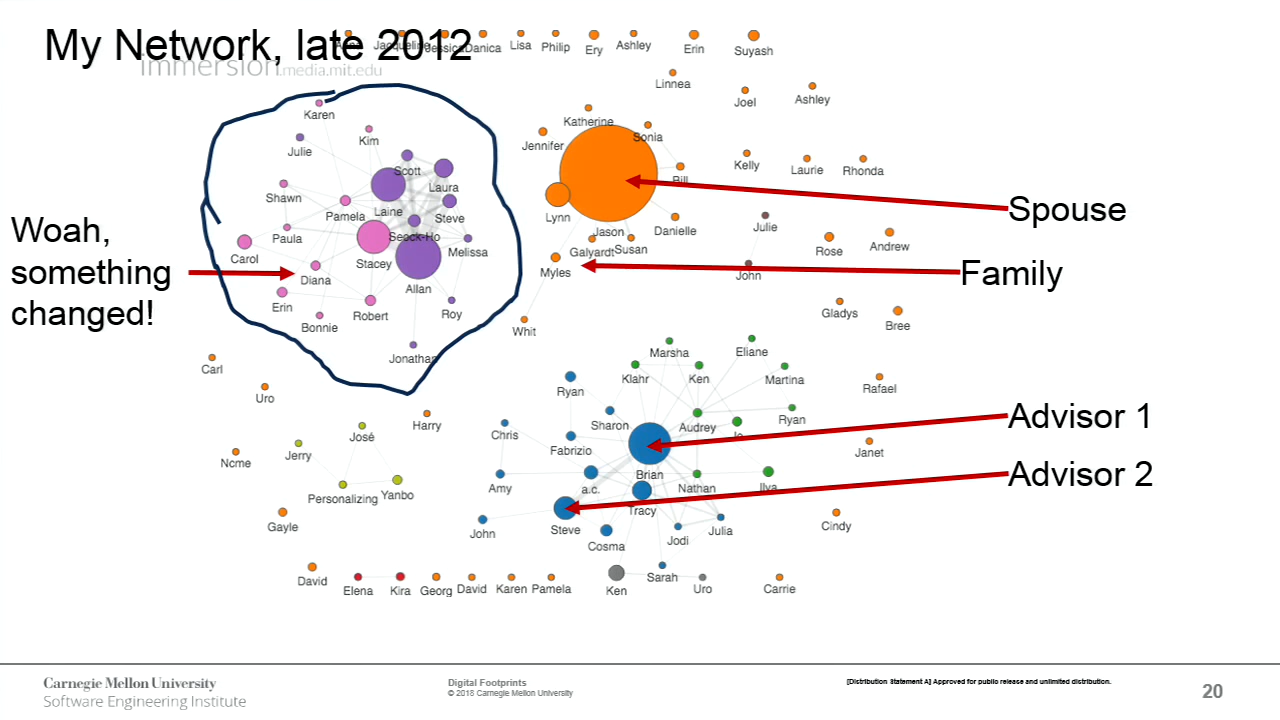 My Network, late 2012
Jacqueline Jessica Danica Lisa Philip Ery Ashley Erin Suyash
immersion.media.mit.edu
Linnea
Joel Ashley
Karen
Katherine
Kim
Sonia
Jennifer
Julie
Scott
Kelly Laurie Rhonda
Bill
Laura
Shawn
Spouse
Pamela Laine Steve Lynn
Woah,
something
changed!
Paula Seock-Ho Jason Danielle Julie
Stacey Melissa Galyardt Susan Rose Andrew
Carol
Diana Myles John Family
Allan
Erin Robert Roy Gladys Bree
Bonnie Whit
Jonathan Marsha Eliane
Carl Klahr Ken Martina
Uro Ryan Rafael
Harry Chris Sharon Audrey Ryan Advisor 1
José Jo
Jerry Fabrizio Janet
Ncme Brian
Personalizing Yanbo Amy a.c. Nathan Ilya Advisor 2
Gayle John Steve Tracy Julia Cindy
Cosma Jodi
David Elena Kira Georg David Karen Pamela Ken Sarah Uro Carrie
Carnegie Mellon University
Software Engineering Institute
Digital Footprints
© 2018 Carnegie Mellon University
[Distribution Statement A] Approved for public release and unlimited distribution.
20